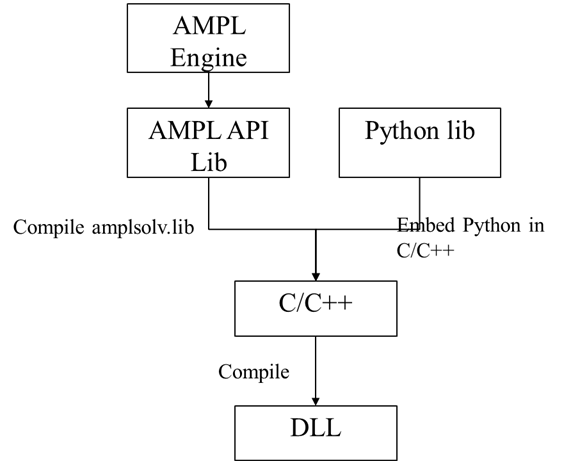 AMPL
Engine
AMPL API
Lib
Python lib
Compile amplsolv.lib
Embed Python in
C/C++
C/C++
Compile
DLL